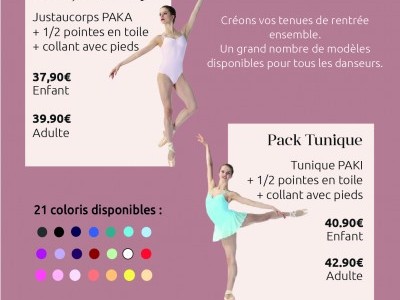 Justaucorps PAKA
+ 1/2 pointes en toile
+ collant avec pieds
37,90€
Enfant
39.90€
Adulte
Créons vos tenues de rentrée
ensemble.
Un grand nombre de modèles
disponibles pour tous les danseurs.
Pack Tunique
Tunique PAKI
+ 1/2 pointes en toile
+ collant avec pieds
40.90€
Enfant
42.90€
Adulte
21 coloris disponibles :